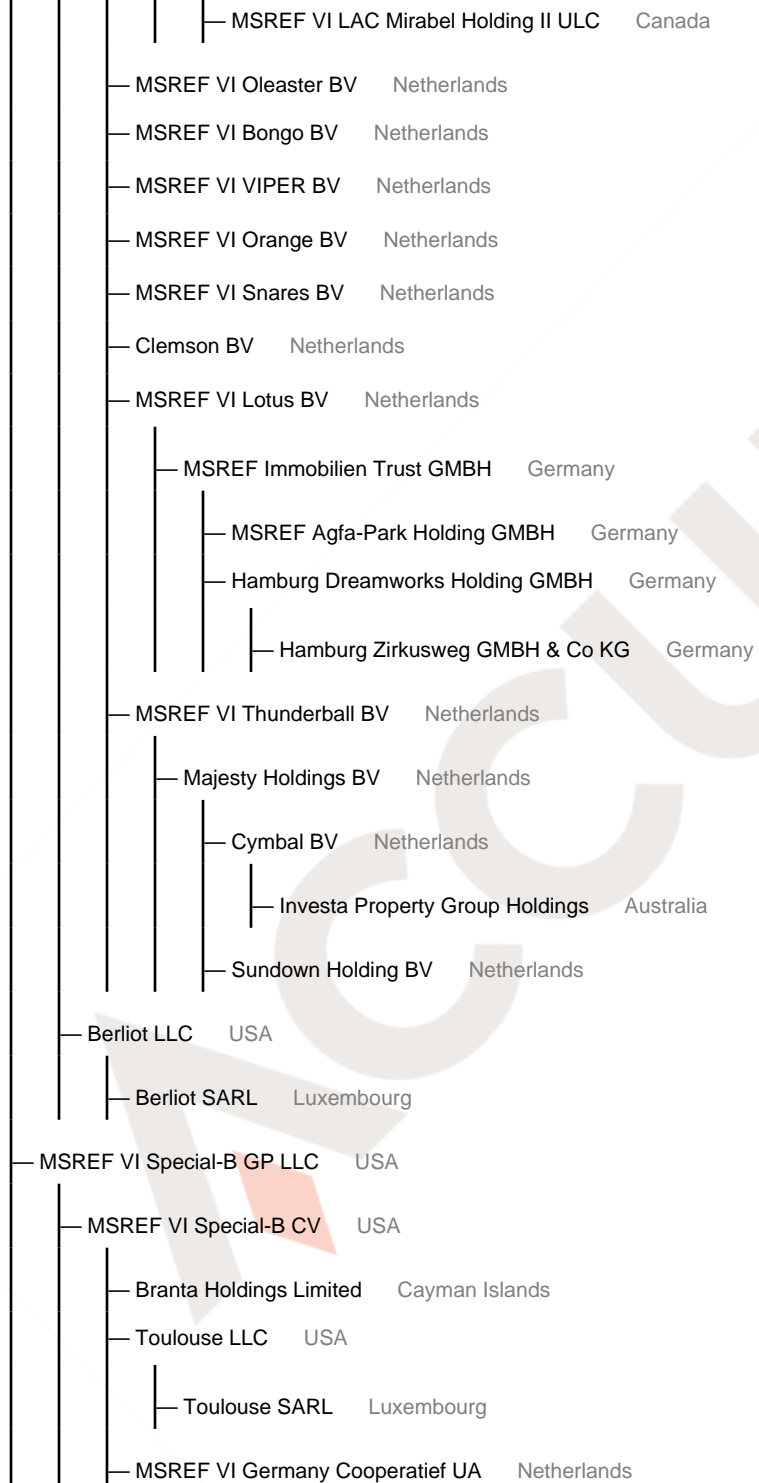 MSREF VI LAC Mirabel Holding II ULC Canada
MSREF VI Oleaster BV Netherlands
MSREF VI Bongo BV Netherlands
MSREF VI VIPER BV Netherlands
MSREF VI Orange BV Netherlands
MSREF VI Snares BV Netherlands
Clemson BV Netherlands
MSREF VI Lotus BV Netherlands
MSREF Immobilien Trust GMBH Germany
MSREF Agfa-Park Holding GMBH Germany
Hamburg Dreamworks Holding GMBH Germany
Hamburg Zirkusweg GMBH & Co KG Germany
MSREF VI Thunderball BV Netherlands
Majesty Holdings BV Netherlands
Cymbal BV Netherlands
Investa Property Group Holdings Australia
Sundown Holding BV Netherlands
Berliot LLC USA
Berliot SARL Luxembourg
MSREF VI Special-B GP LLC USA
MSREF VI Special-B CV USA
Branta Holdings Limited Cayman Islands
Toulouse LLC USA
Toulouse SARL Luxembourg
MSREF VI Germany Cooperatief UA Netherlands